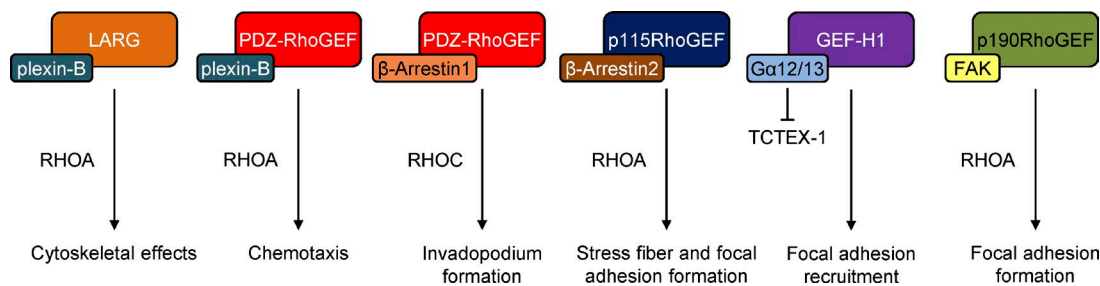 LARG
plexin-B
RHOA
Cytoskeletal effects
PDZ-RhoGEF
plexin-B
RHOA
Chemotaxis
PDZ-RhoGEF
β-Arrestin1
RHOC
Invadopodium
formation
p115RhoGEF
β-Arrestin2
RHOA
Stress fiber and focal
adhesion formation
GEF-H1
Gα12/13
TCTEX-1
Focal adhesion
recruitment
p190RhoGEF
FAK
RHOA
Focal adhesion
formation